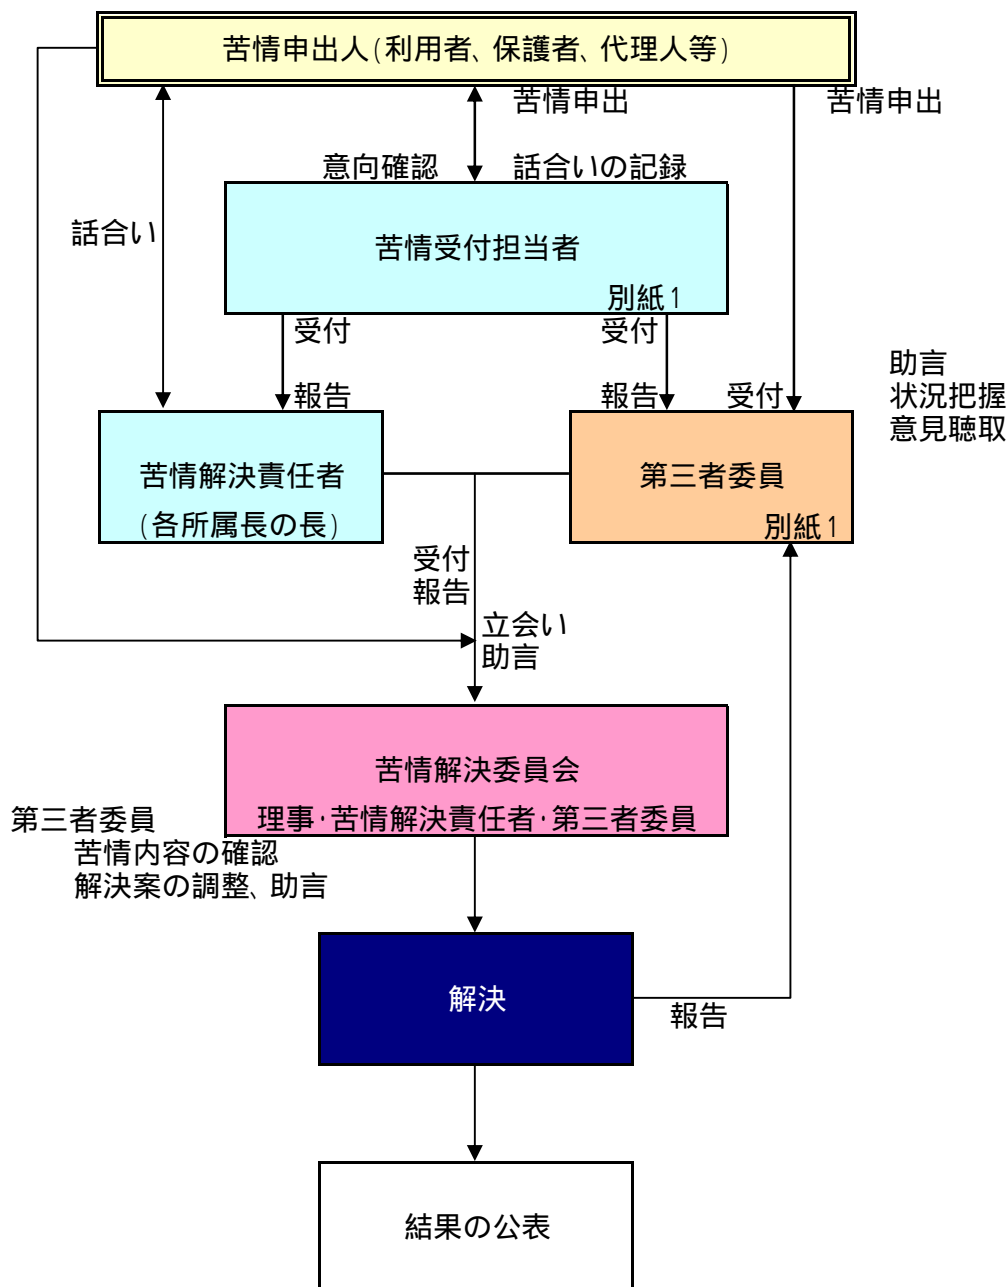 苦情申出人(利用者、保護者、代理人等)
苦情申出
苦情申出
意向確認
話合いの記録
話合い
苦情受付担当者
別紙1
受付
受付
助言
状況把握
意見聴取
報告
報告
受付
苦情解決責任者
(各所属長の長)
第三者委員
別紙1
受付
報告
立会い
助言
苦情解決委員会
理事・苦情解決責任者・第三者委員
第三者委員
苦情内容の確認
解決案の調整、助言
解決
報告
結果の公表